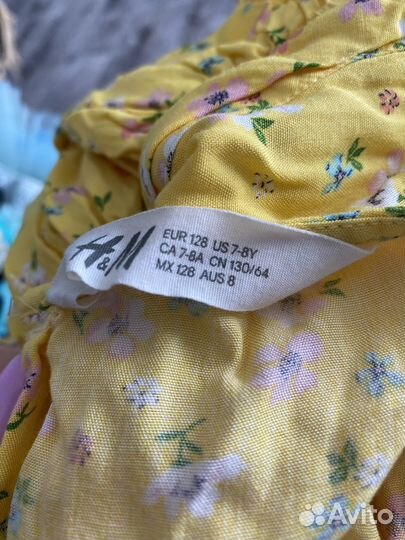 H&M
EUR 128 US 7-8Y
CA 7-8A CN 130/64
MX 128 AUS 8
Avito